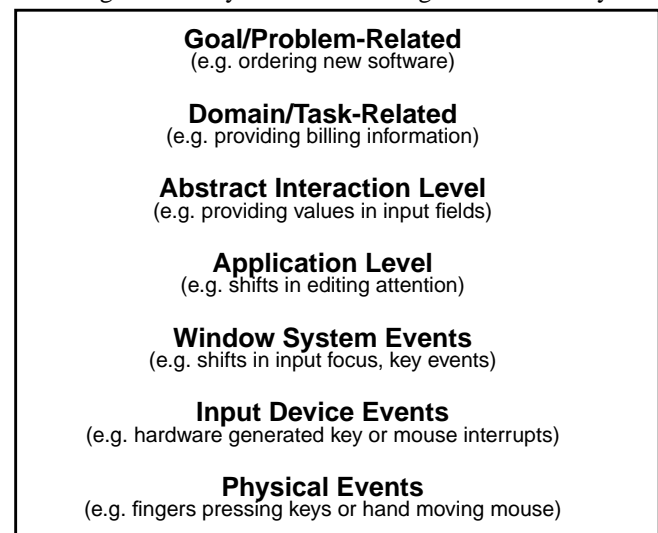 Goal/Problem-Related
(e.g. ordering new software)
Domain/Task-Related
(e.g. providing billing information)
Abstract Interaction Level
(e.g. providing values in input fields)
Application Level
(e.g. shifts in editing attention)
Window System Events
(e.g. shifts in input focus, key events)
Input Device Events
(e.g. hardware generated key or mouse interrupts)
Physical Events
(e.g. fingers pressing keys or hand moving mouse)